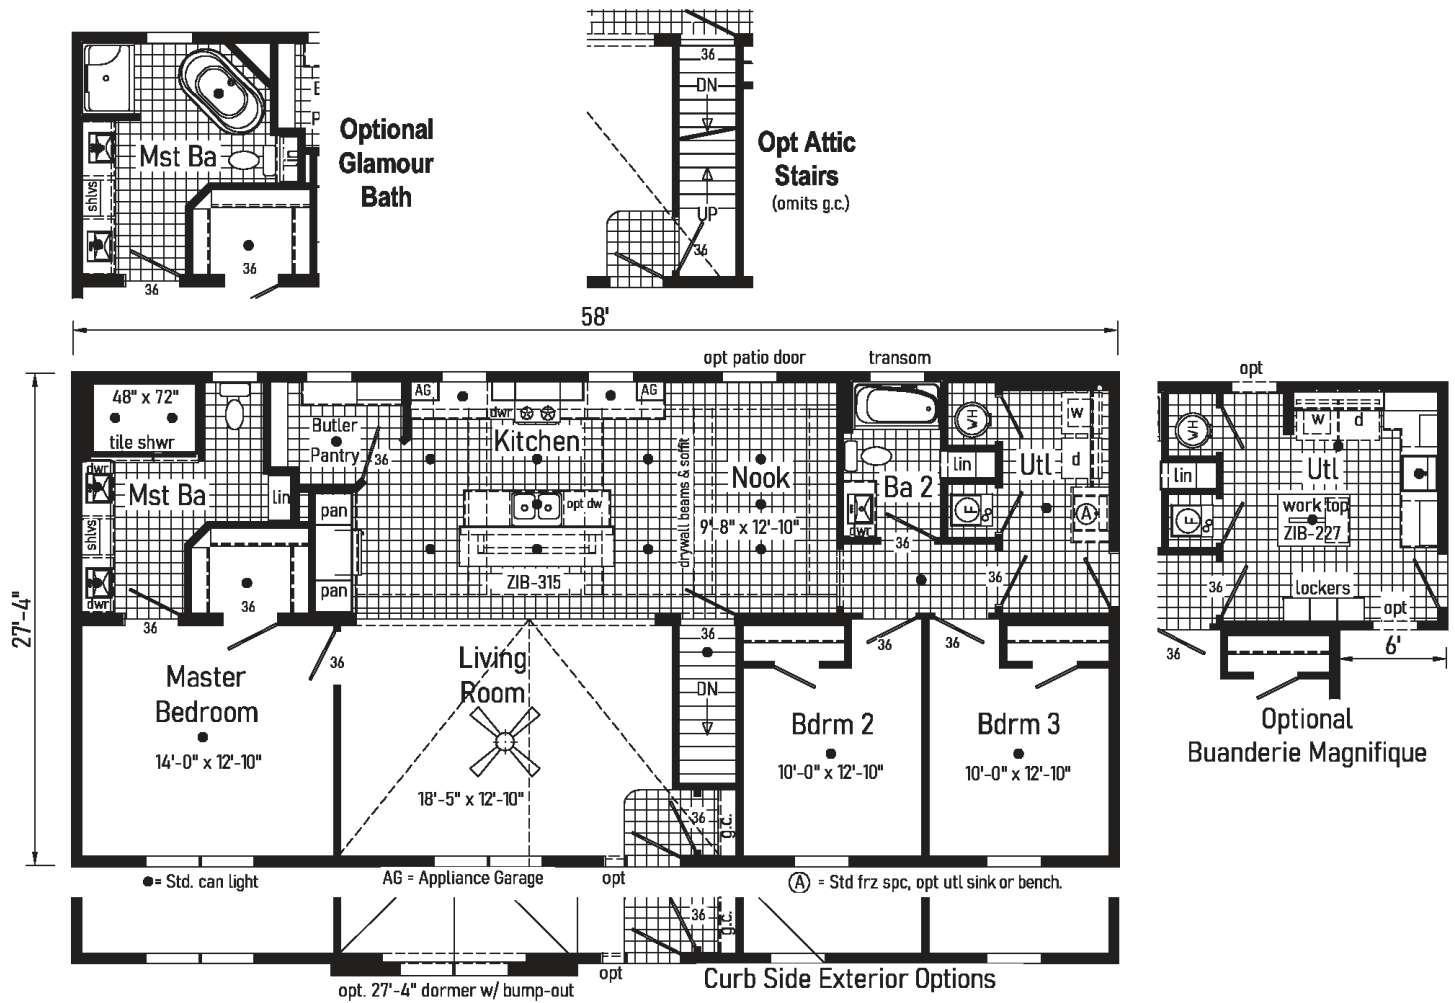 Mst Ba
lin
shlvs
36
36
Optional
Glamour
Bath
36
DN
UP
36
Opt Attic
Stairs
(omits g.c.)
58'
opt patio door
transom
27'-4"
48" x 72"
tile shwr
dwr
Mst Ba
shlvs
dwr
lin
36
36
Butler
Pantry
36
pan
pan
AG
AG
dwr
Kitchen
opt dw
ZIB-315
drywall beams & soffit
Nook
9'-8" x 12'-10"
Ba 2
dwr
36
WH
lin
F
Utl
w
d
A
36
Master
Bedroom
14'-0" x 12'-10"
36
Living
Room
18'-5" x 12'-10"
36
DN
36
g.c.
Bdrm 2
10'-0" x 12'-10"
36
36
Bdrm 3
10'-0" x 12'-10"
= Std. can light
AG = Appliance Garage
opt
A = Std frz spc, opt utl sink or bench.
36
g.c.
opt
opt. 27'-4" dormer w/ bump-out
Curb Side Exterior Options
opt
WH
lin
F
w
d
Utl
work top
ZIB-227
36
lockers
opt
36
6'
Optional
Buanderie Magnifique